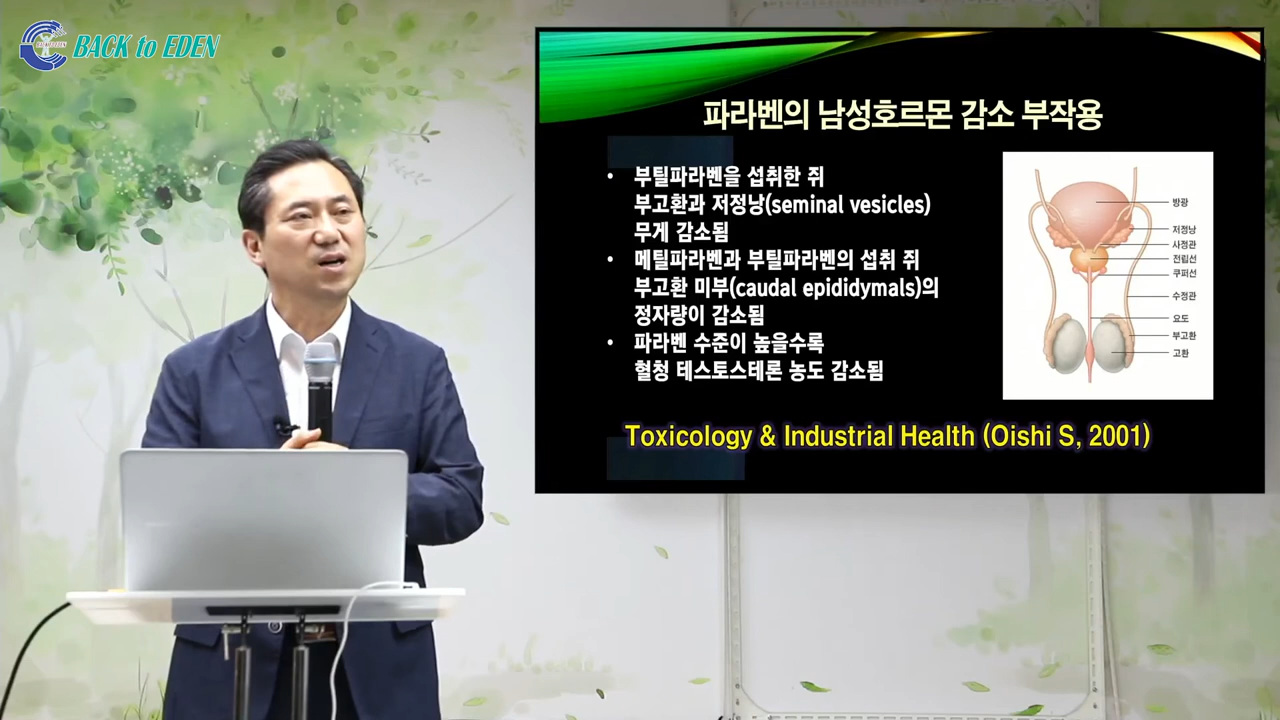 BACK to EDEN
파라벤의 남성호르몬 감소 부작용
• 부틸파라벤을 섭취한 쥐
부고환과 저정낭(seminal vesicles)
무게 감소됨
• 메틸파라벤과 부틸파라벤의 섭취 쥐
부고환 미부(caudal epididymals)의
정자량이 감소됨
• 파라벤 수준이 높을수록
혈청 테스토스테론 농도 감소됨
방광
저정낭
사정관
전립선
쿠퍼선
수정관
요도
부고환
고환
Toxicology & Industrial Health (Oishi S, 2001)